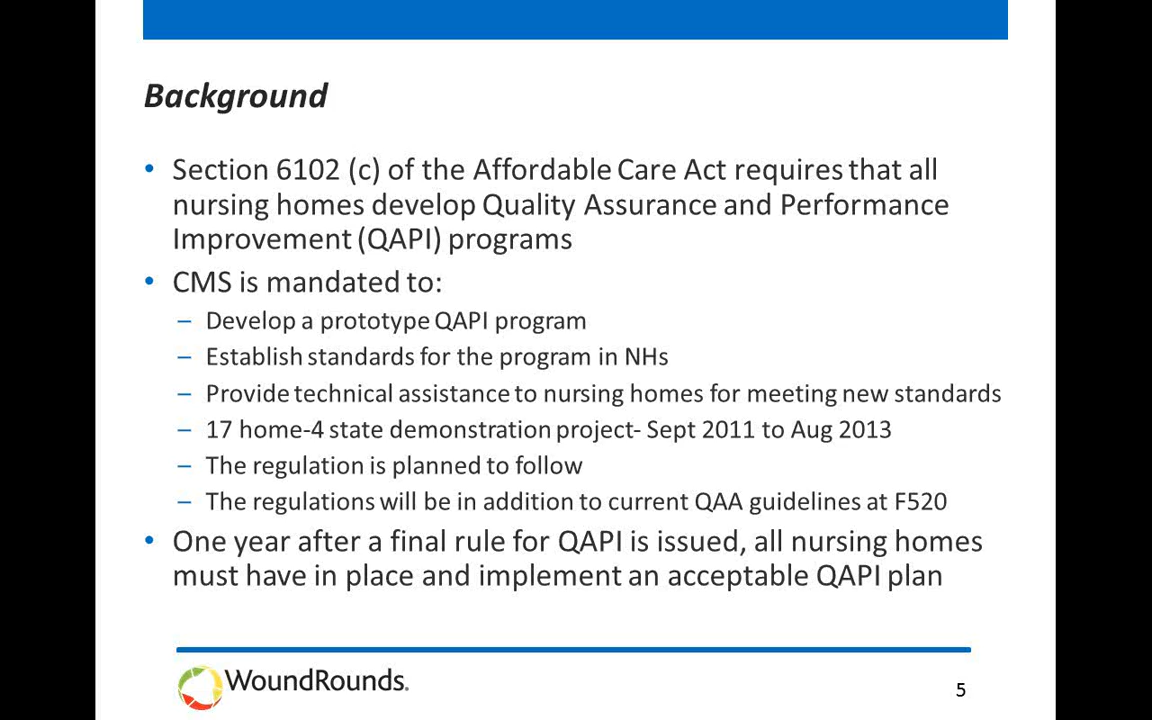 Background
• Section 6102 (c) of the Affordable Care Act requires that all
nursing homes develop Quality Assurance and Performance
Improvement (QAPI) programs
• CMS is mandated to:
– Develop a prototype QAPI program
– Establish standards for the program in NHs
– Provide technical assistance to nursing homes for meeting new standards
– 17 home-4 state demonstration project- Sept 2011 to Aug 2013
– The regulation is planned to follow
– The regulations will be in addition to current QAA guidelines at F520
• One year after a final rule for QAPI is issued, all nursing homes
must have in place and implement an acceptable QAPI plan
WoundRounds.
5